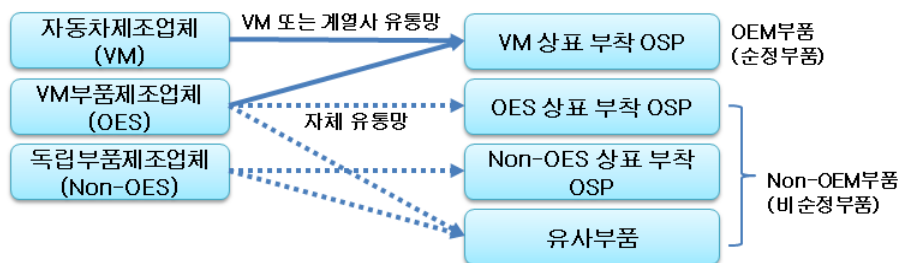 자동차제조업체
(VM)
VM 또는 계열사 유통망
VM 상표 부착 OSP
OEM부품
(순정부품)
VM부품제조업체
(OES)
자체 유통망
OES 상표 부착 OSP
독립부품제조업체
(Non-OES)
Non-OES 상표 부착
OSP
Non-OEM부품
(비순정부품)
유사부품